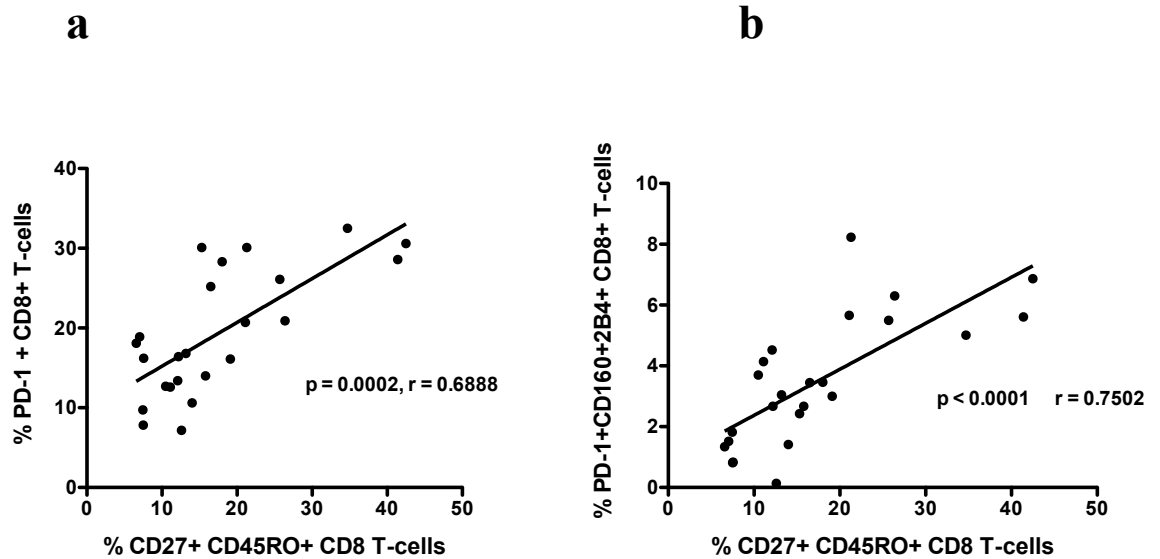 a
b
% PD-1 + CD8+ T-cells
40
30
20
10
0
p = 0.0002, r = 0.6888
0
10
20
30
40
50
% CD27+ CD45RO+ CD8 T-cells
% PD-1+CD160+2B4+ CD8+ T-cells
10
8
6
4
2
0
p < 0.0001 r = 0.7502
0
10
20
30
40
50
% CD27+ CD45RO+ CD8 T-cells